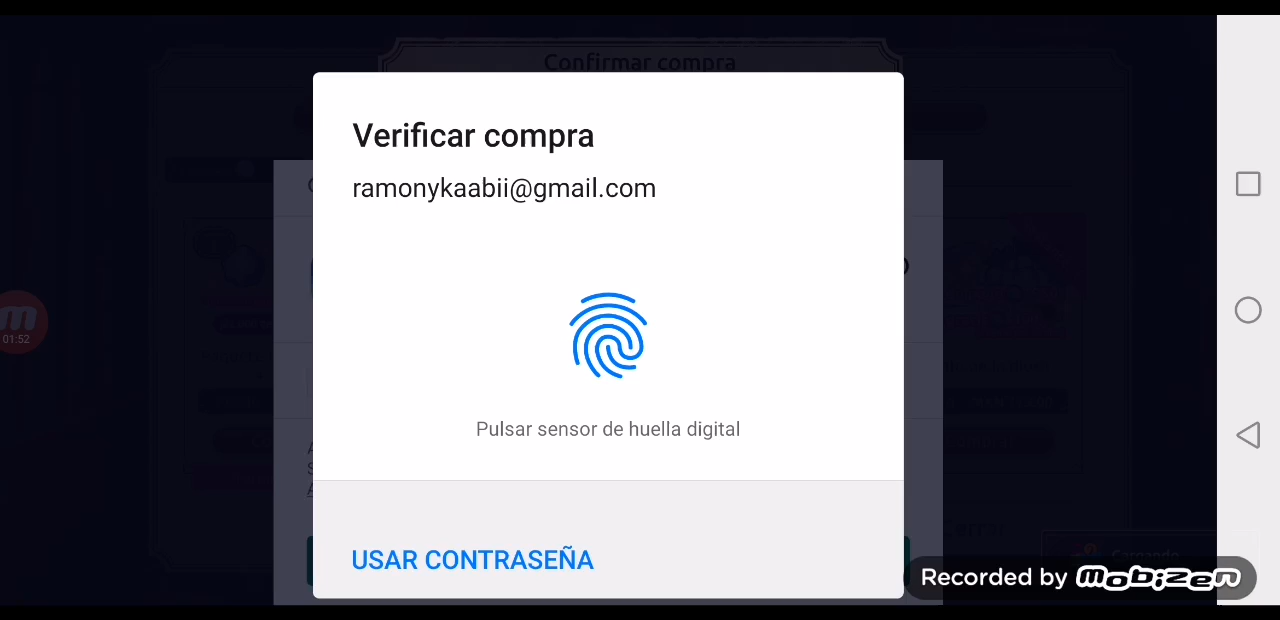 Confirmar compra
Verificar compra
ramonykaabii@gmail.com
Pulsar sensor de huella digital
USAR CONTRASEÑA
01:52
Cargando
Recorded by mobizen